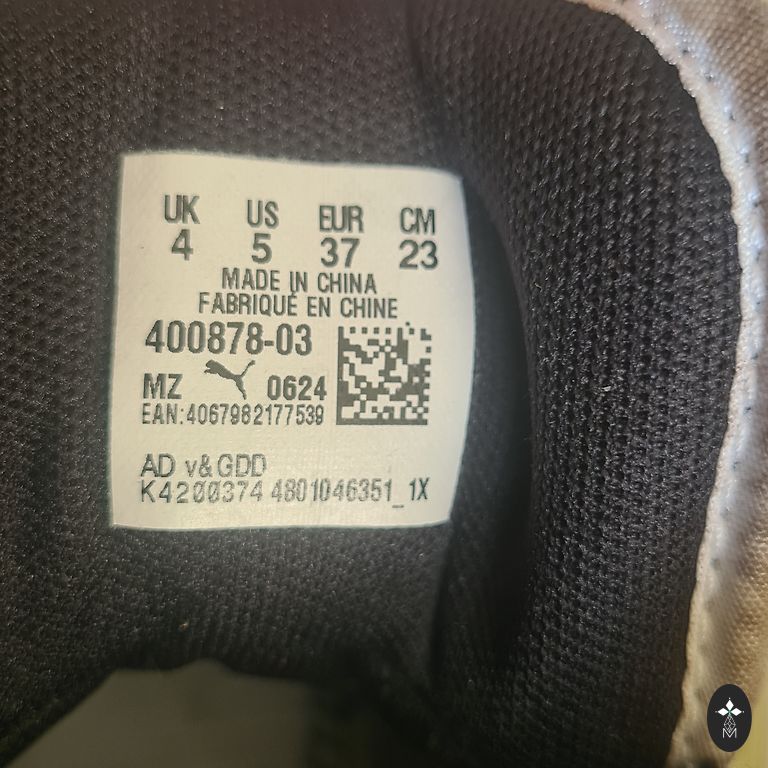 UK US EUR CM
4 5 37 23
MADE IN CHINA
FABRIQUÉ EN CHINE
400878-03
MZ 0624
EAN:4067982177539
AD v&GDD
K4200374 4801046351_1X
M